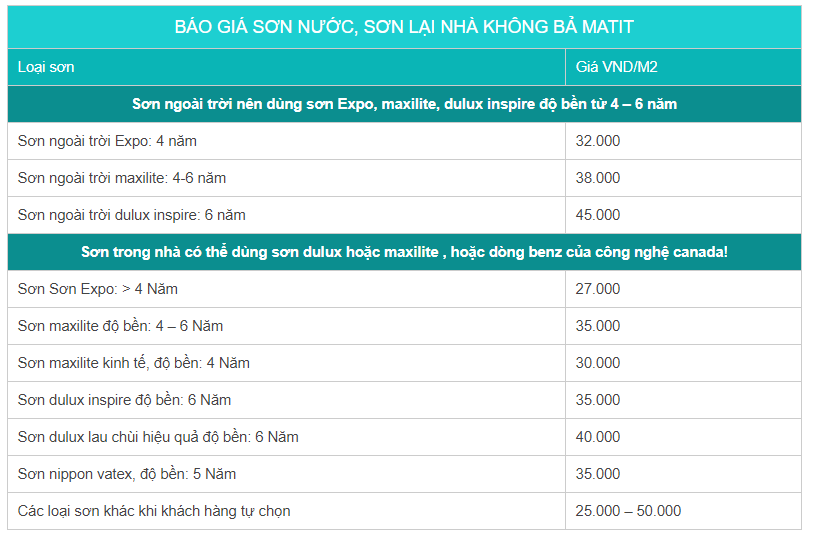 BÁO GIÁ SƠN NƯỚC, SƠN LẠI NHÀ KHÔNG BẢ MATIT
Loại sơn Giá VND/M2
Sơn ngoài trời nên dùng sơn Expo, maxilite, dulux inspire độ bền từ 4 – 6 năm
Sơn ngoài trời Expo: 4 năm 32.000
Sơn ngoài trời maxilite: 4-6 năm 38.000
Sơn ngoài trời dulux inspire: 6 năm 45.000
Sơn trong nhà có thể dùng sơn dulux hoặc maxilite , hoặc dòng benz của công nghệ canada!
Sơn Sơn Expo: > 4 Năm 27.000
Sơn maxilite độ bền: 4 – 6 Năm 35.000
Sơn maxilite kinh tế, độ bền: 4 Năm 30.000
Sơn dulux inspire độ bền: 6 Năm 35.000
Sơn dulux lau chùi hiệu quả độ bền: 6 Năm 40.000
Sơn nippon vatex, độ bền: 5 Năm 35.000
Các loại sơn khác khi khách hàng tự chọn 25.000 – 50.000